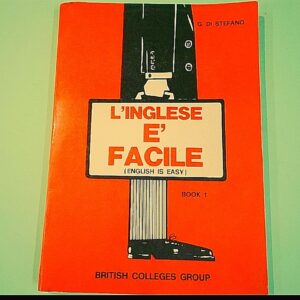 G. DI STEFANO
L'INGLESE
E'
FACILE
(ENGLISH IS EASY)
BOOK 1
BRITISH COLLEGES GROUP